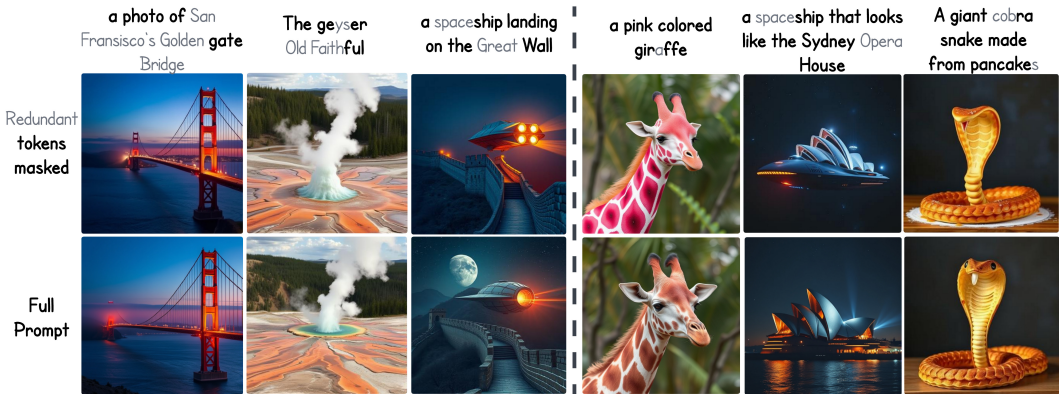 a photo of San
Fransisco`s Golden gate
Bridge
The geyser
Old Faithful
a spaceship landing
on the Great Wall
a pink colored
giraffe
a spaceship that looks
like the Sydney Opera
House
A giant cobra
snake made
from pancakes
Redundant
tokens
masked
Full
Prompt